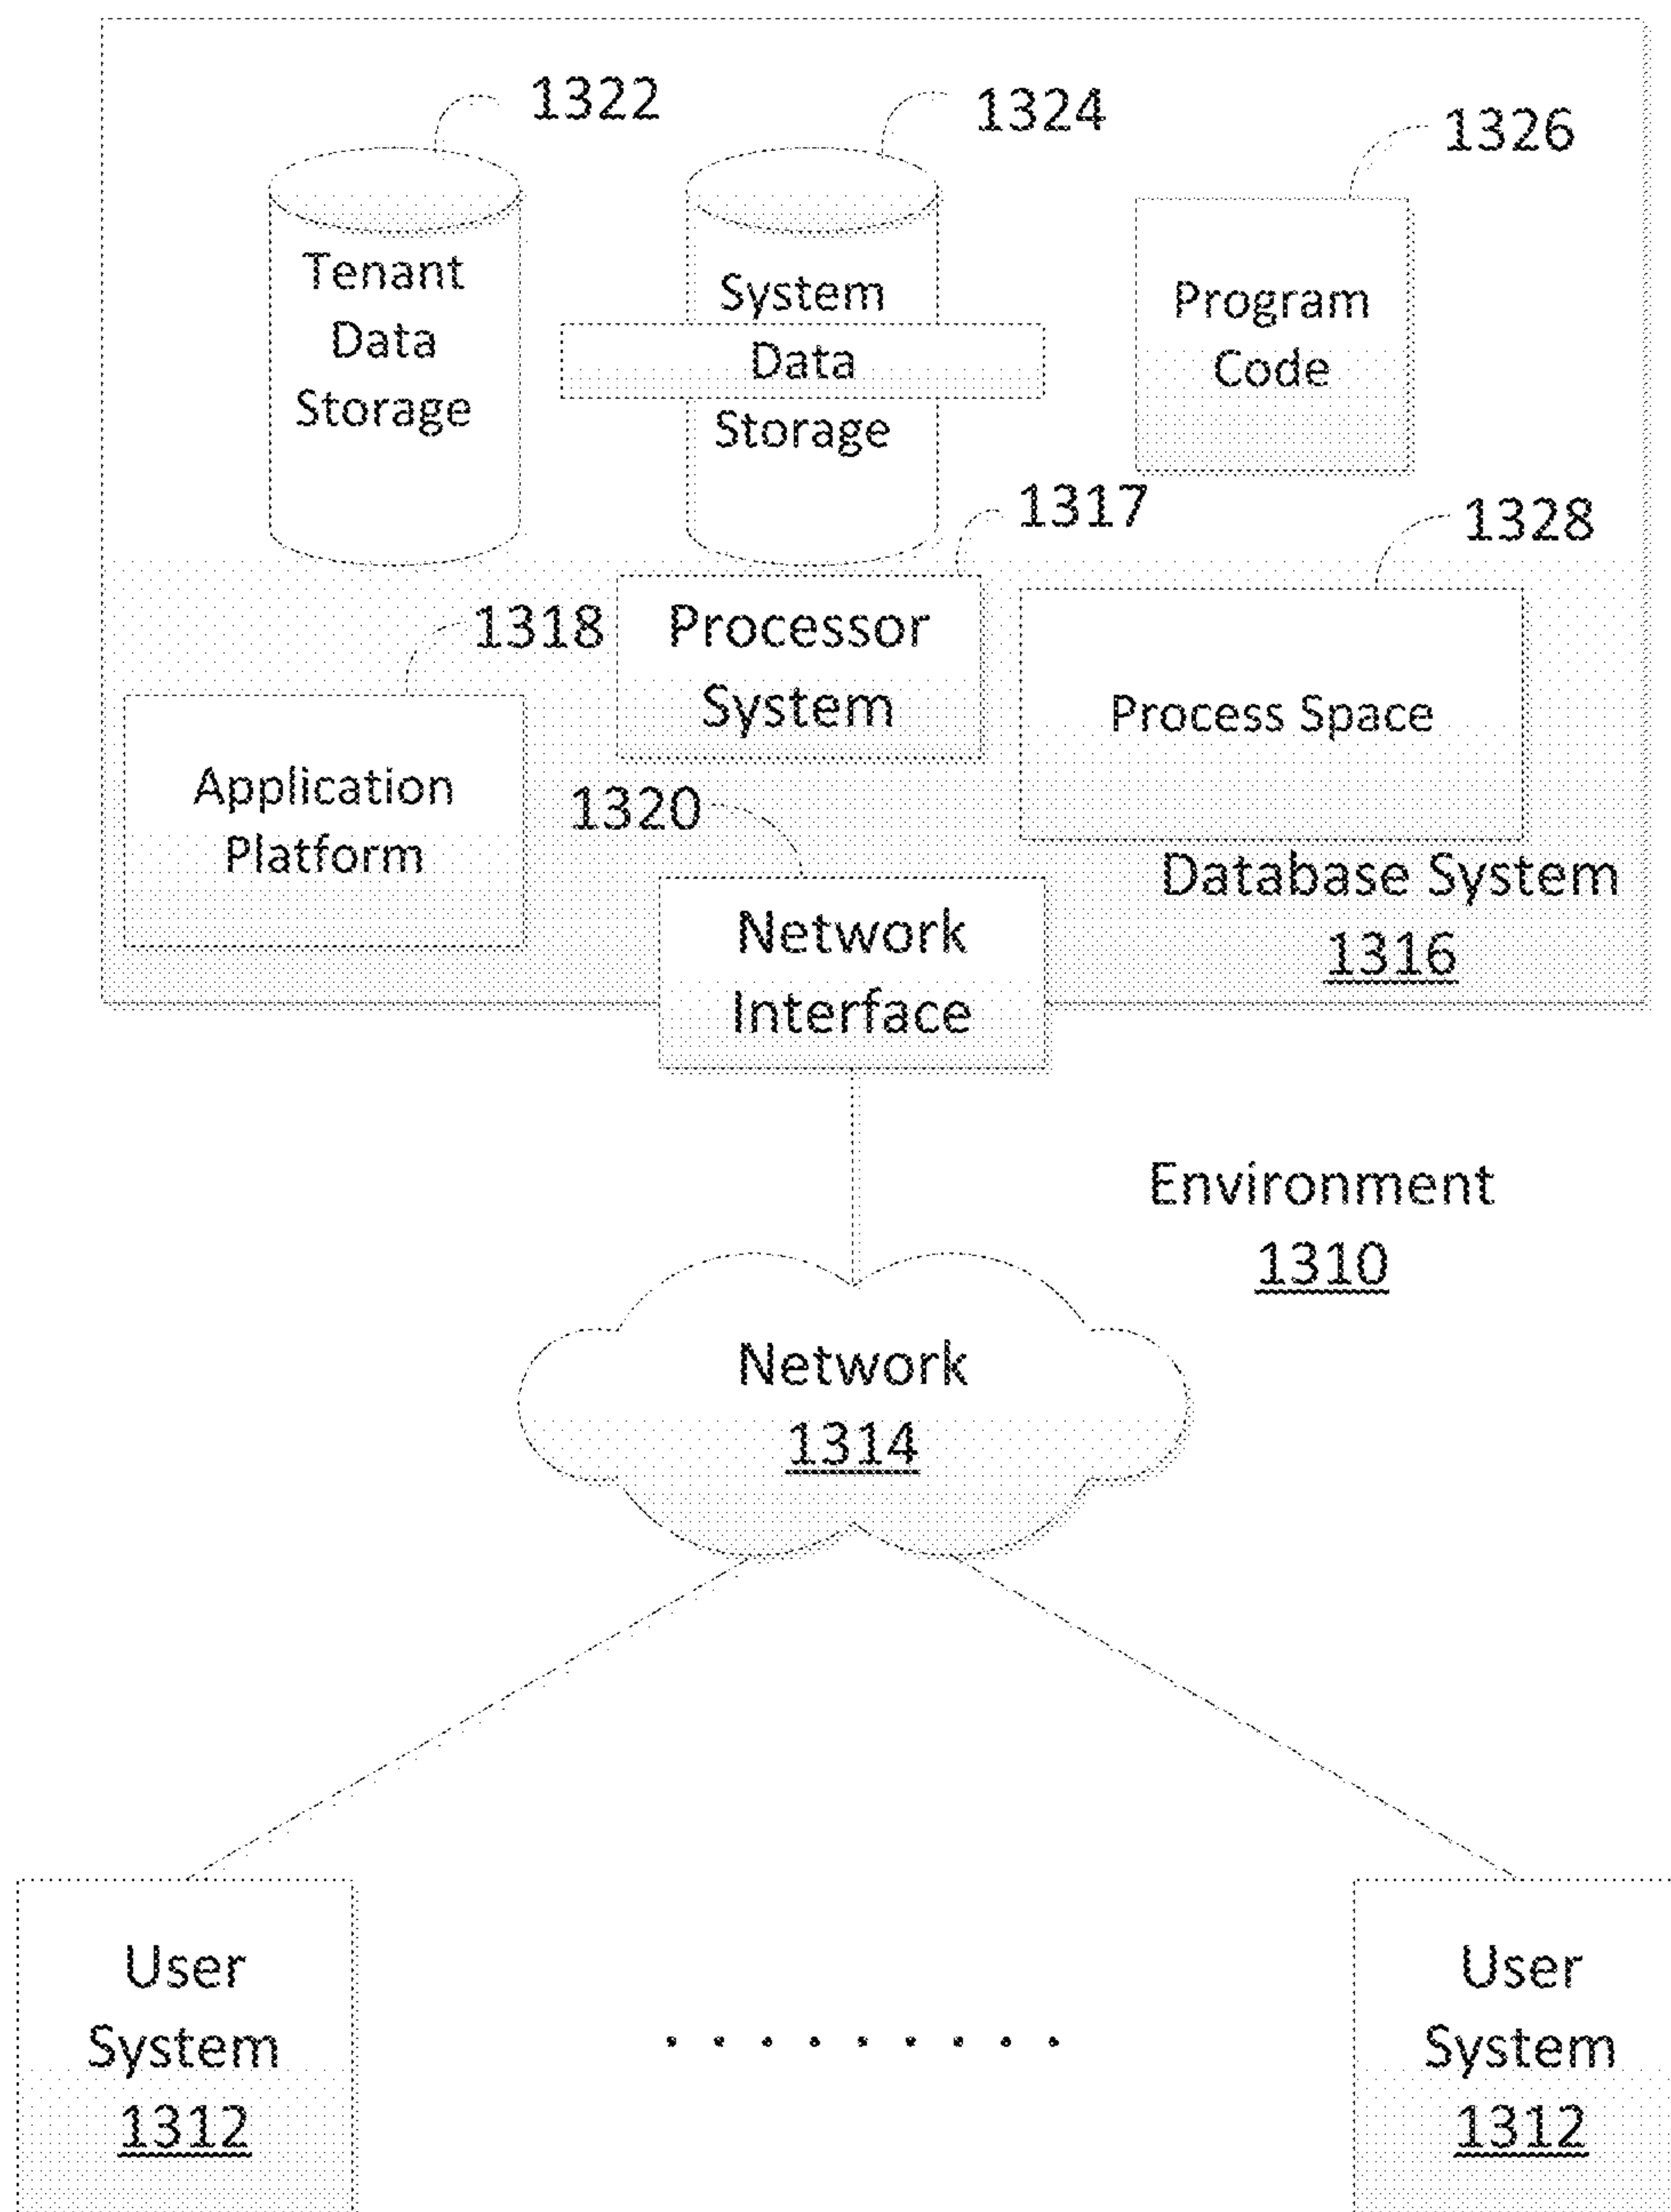 1322
1324
1326
Tenant
Data
Storage
System
Data
Storage
Program
Code
1317
1328
1318
Processor
System
Process Space
Application
Platform
1320
Database System
1316
Network
Interface
Environment
1310
Network
1314
User
System
1312
. . . . . . . . .
User
System
1312